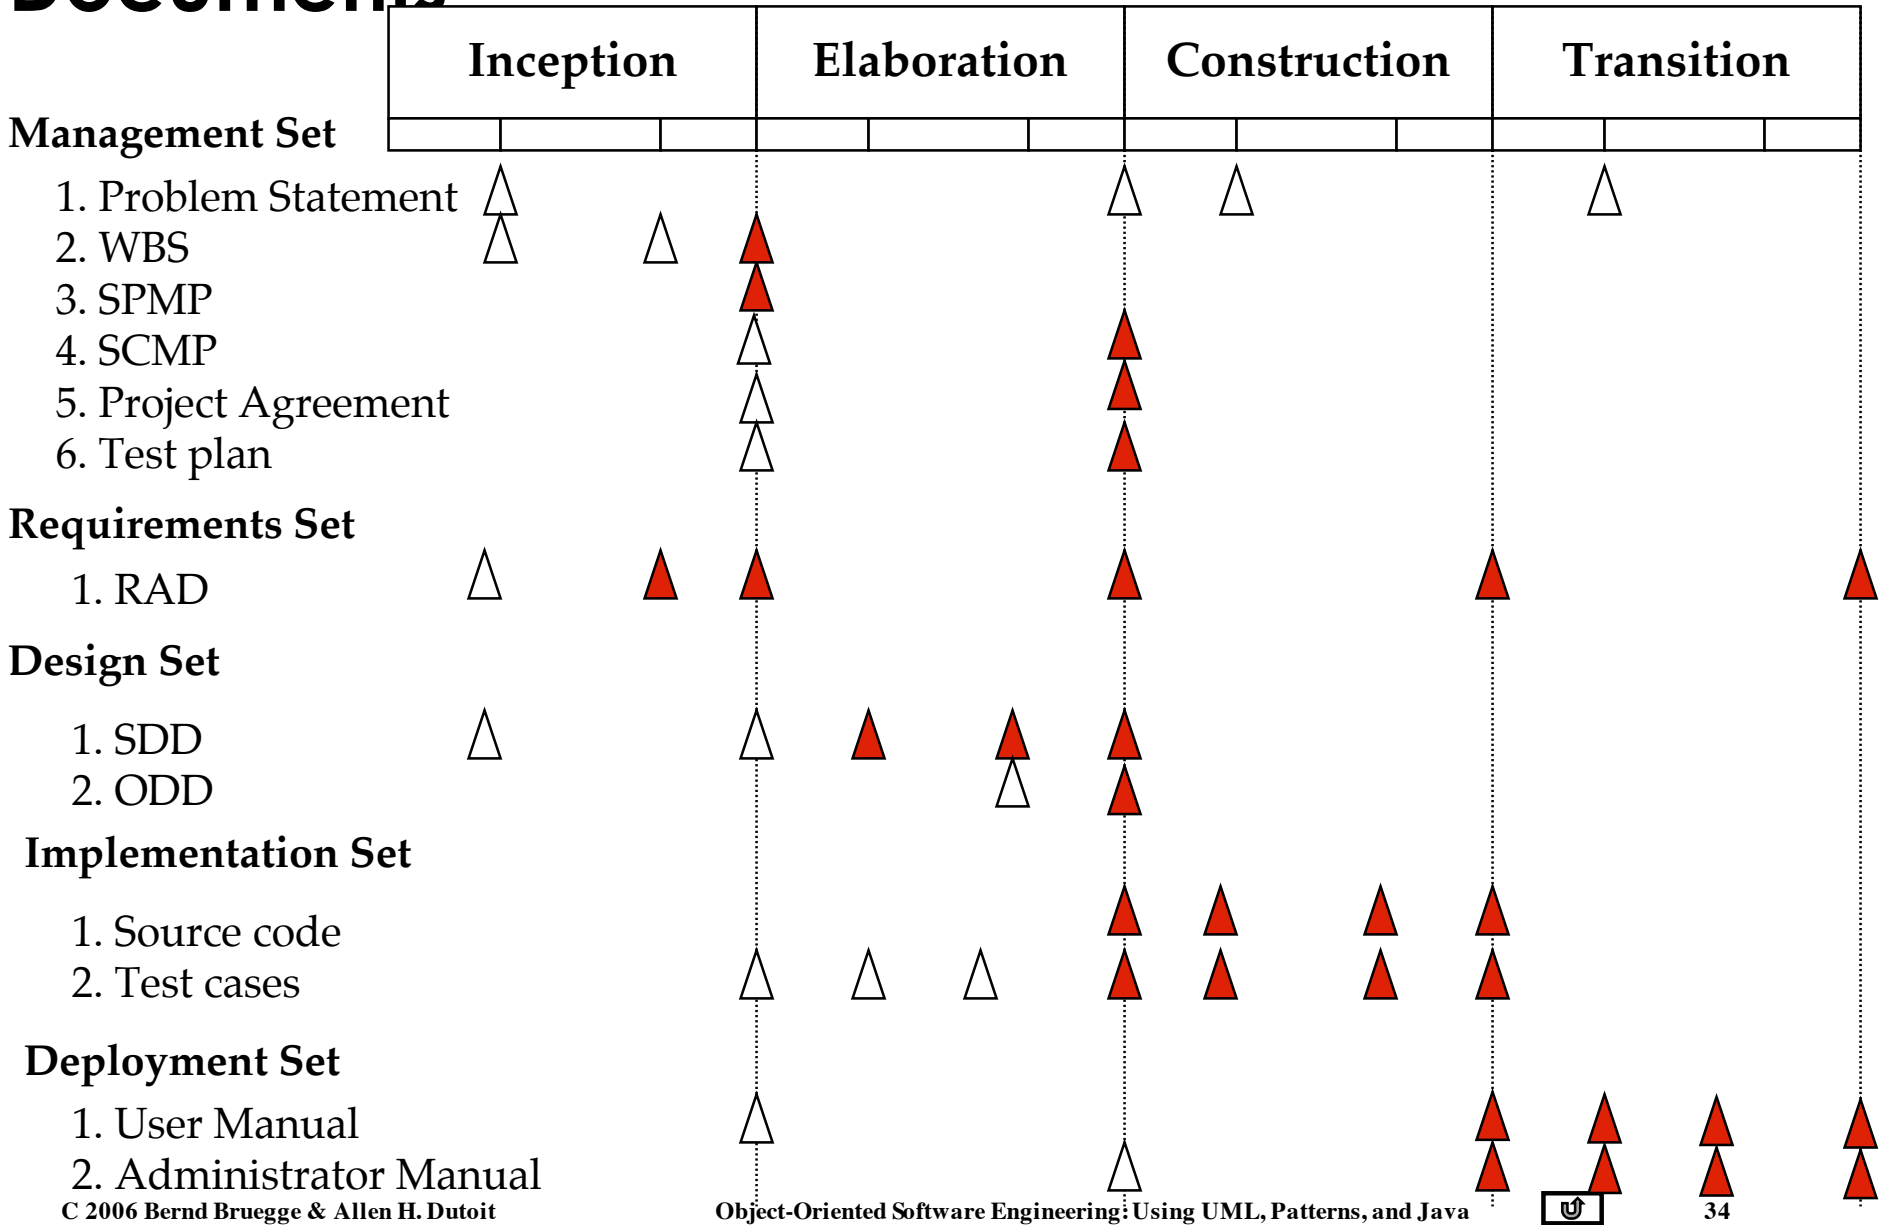 Documents
Inception Elaboration Construction Transition
Management Set
1. Problem Statement
2. WBS
3. SPMP
4. SCMP
5. Project Agreement
6. Test plan
Requirements Set
1. RAD
Design Set
1. SDD
2. ODD
Implementation Set
1. Source code
2. Test cases
Deployment Set
1. User Manual
2. Administrator Manual
C 2006 Bernd Bruegge & Allen H. Dutoit Object-Oriented Software Engineering: Using UML, Patterns, and Java 34